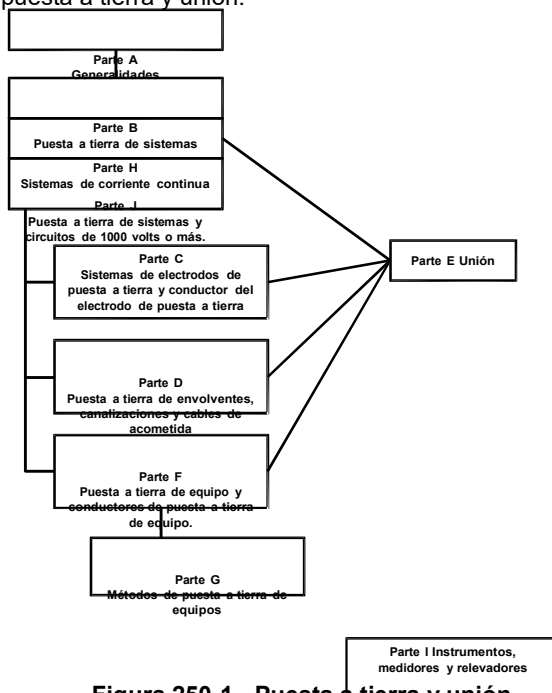 puesta a tierra y unión.
Parte A
Generalidades
Parte B
Puesta a tierra de sistemas
Parte H
Sistemas de corriente continua
Parte J
Puesta a tierra de sistemas y
circuitos de 1000 volts o más.
Parte C
Sistemas de electrodos de
puesta a tierra y conductor del
electrodo de puesta a tierra
Parte E Unión
Parte D
Puesta a tierra de envolventes,
canalizaciones y cables de
acometida
Parte F
Puesta a tierra de equipo y
conductores de puesta a tierra
de equipo.
Parte G
Métodos de puesta a tierra de
equipos
Parte I Instrumentos,
medidores y relevadores
Figura 250-1.- Puesta a tierra y unión